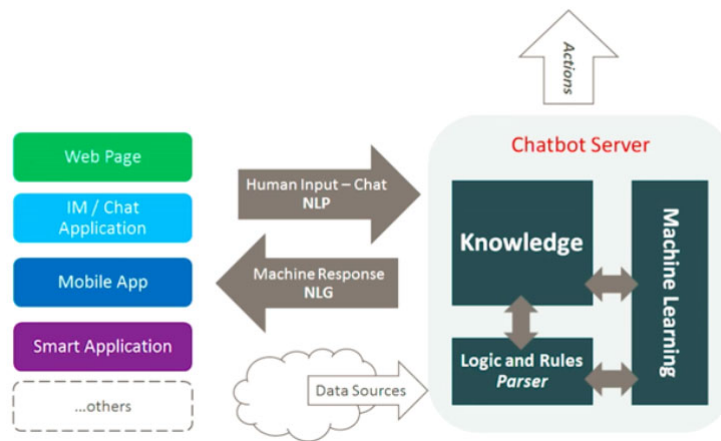 Actions
Chatbot Server
Web Page
IM / Chat
Application
Mobile App
Smart Application
...others
Human Input – Chat
NLP
Machine Response
NLG
Data Sources
Knowledge
Logic and Rules
Parser
Machine Learning